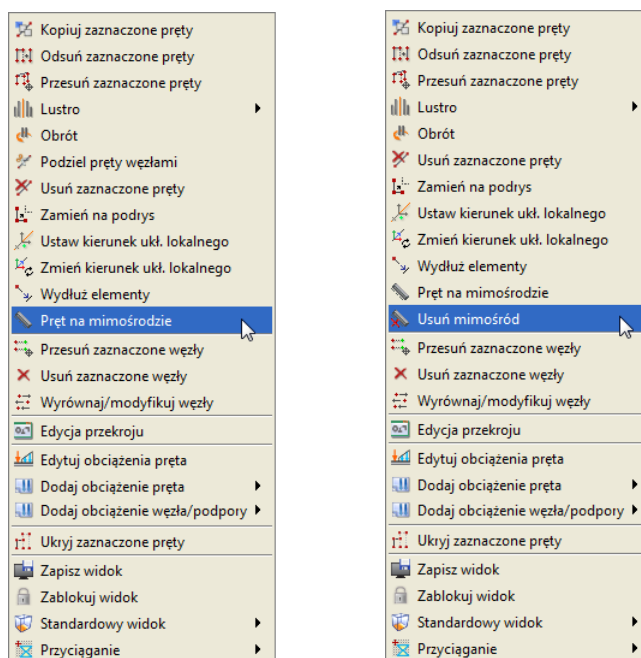 Kopiuj zaznaczone pręty
Odsuń zaznaczone pręty
Przesuń zaznaczone pręty
Lustro
Obrót
Podziel pręty węzłami
Usuń zaznaczone pręty
Zamień na podrys
Ustaw kierunek ukł. lokalnego
Zmień kierunek ukł. lokalnego
Wydłuż elementy
Pręt na mimośrodzie
Przesuń zaznaczone węzły
Usuń zaznaczone węzły
Wyrównaj/modyfikuj węzły
Edycja przekroju
Edytuj obciążenia pręta
Dodaj obciążenie pręta
Dodaj obciążenie węzła/podpory
Ukryj zaznaczone pręty
Zapisz widok
Zablokuj widok
Standardowy widok
Przyciąganie
Kopiuj zaznaczone pręty
Odsuń zaznaczone pręty
Przesuń zaznaczone pręty
Lustro
Obrót
Usuń zaznaczone pręty
Zamień na podrys
Ustaw kierunek ukł. lokalnego
Zmień kierunek ukł. lokalnego
Wydłuż elementy
Pręt na mimośrodzie
Usuń mimośród
Przesuń zaznaczone węzły
Usuń zaznaczone węzły
Wyrównaj/modyfikuj węzły
Edycja przekroju
Edytuj obciążenia pręta
Dodaj obciążenie pręta
Dodaj obciążenie węzła/podpory
Ukryj zaznaczone pręty
Zapisz widok
Zablokuj widok
Standardowy widok
Przyciąganie